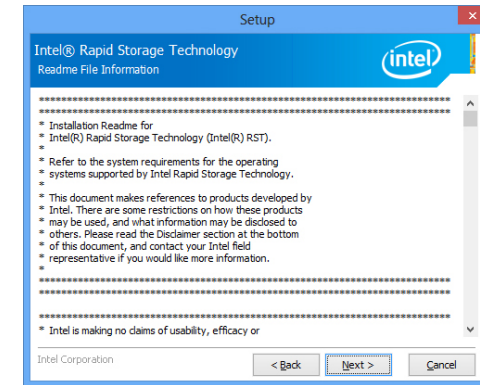 Setup
Intel® Rapid Storage Technology
Readme File Information
intel
************************************************************************************
************************************************************************************
* Installation Readme for
* Intel(R) Rapid Storage Technology (Intel(R) RST).
*
* Refer to the system requirements for the operating
* systems supported by Intel Rapid Storage Technology.
*
* This document makes references to products developed by
* Intel. There are some restrictions on how these products
* may be used, and what information may be disclosed to
* others. Please read the Disclaimer section at the bottom
* of this document, and contact your Intel field
* representative if you would like more information.
*
************************************************************************************
************************************************************************************
************************************************************************************
* Intel is making no claims of usability, efficacy or
Intel Corporation
< Back
Next >
Cancel